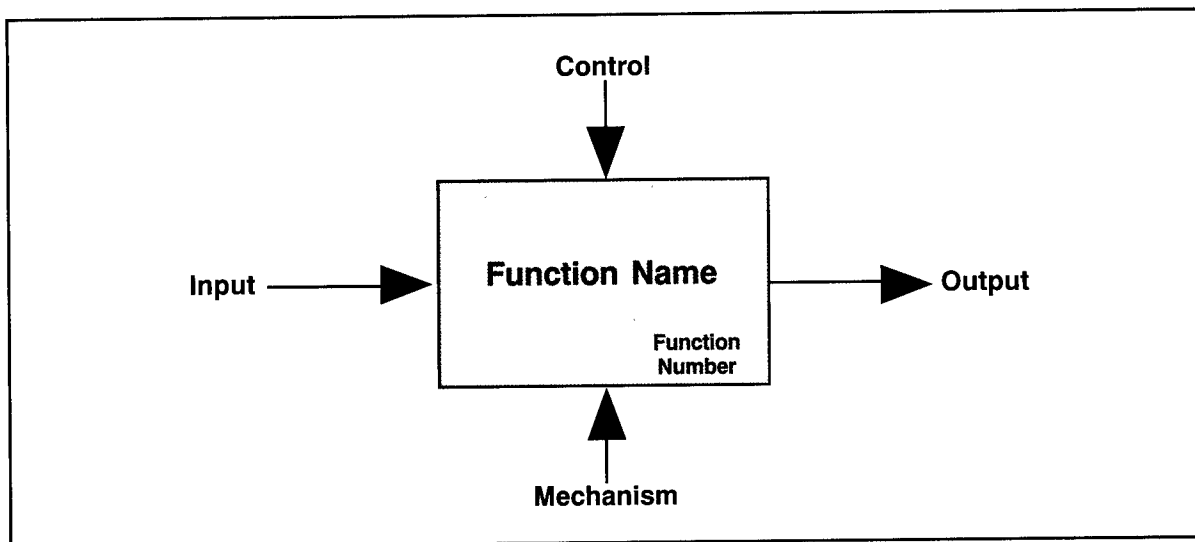 Control
Input
Function Name
Output
Function
Number
Mechanism